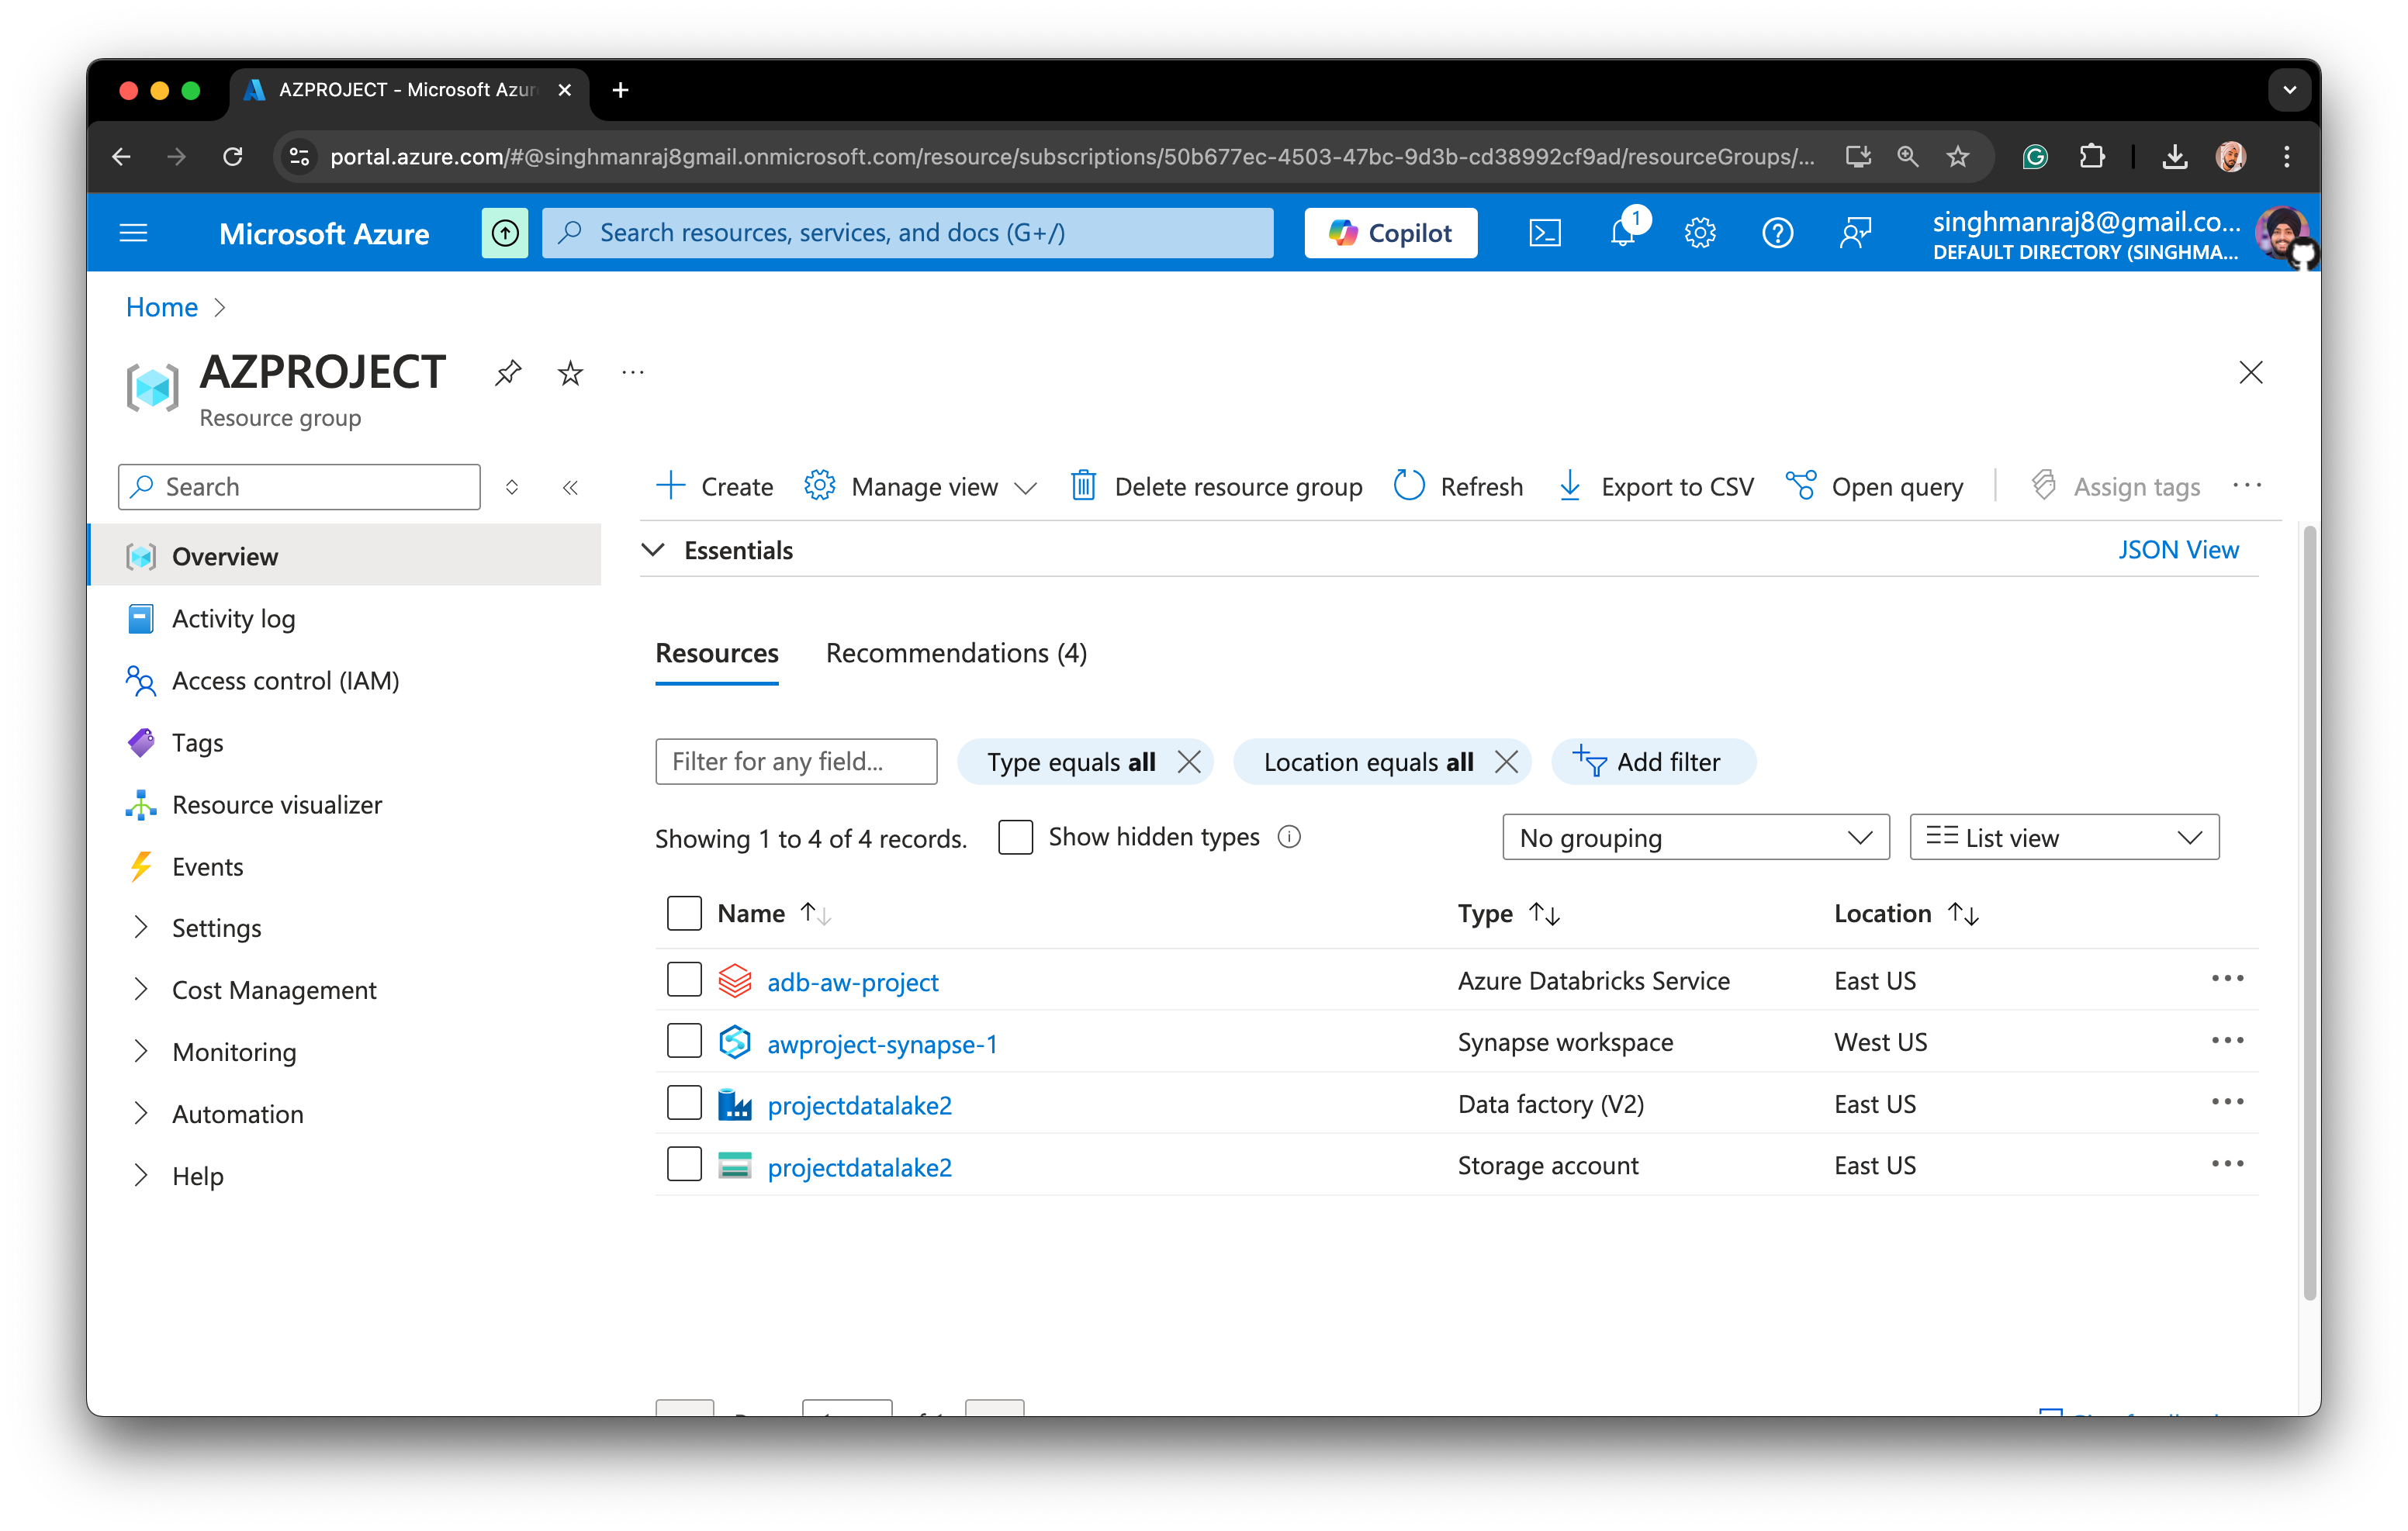 AZPROJECT - Microsoft Azur
portal.azure.com/#@singhmanraj8gmail.onmicrosoft.com/resource/subscriptions/50b677ec-4503-47bc-9d3b-cd38992cf9ad/resourceGroups/...
Microsoft Azure
Search resources, services, and docs (G+/)
Copilot
1
singhmanraj8@gmail.co...
DEFAULT DIRECTORY (SINGHMA...
Home
AZPROJECT
Resource group
Search
Create
Manage view
Delete resource group
Refresh
Export to CSV
Open query
Assign tags
Overview
Activity log
Access control (IAM)
Tags
Resource visualizer
Events
Settings
Cost Management
Monitoring
Automation
Help
Essentials
JSON View
Resources
Recommendations (4)
Filter for any field...
Type equals all
Location equals all
Add filter
Showing 1 to 4 of 4 records.
Show hidden types
No grouping
List view
Name Type Location
adb-aw-project Azure Databricks Service East US
awproject-synapse-1 Synapse workspace West US
projectdatalake2 Data factory (V2) East US
projectdatalake2 Storage account East US